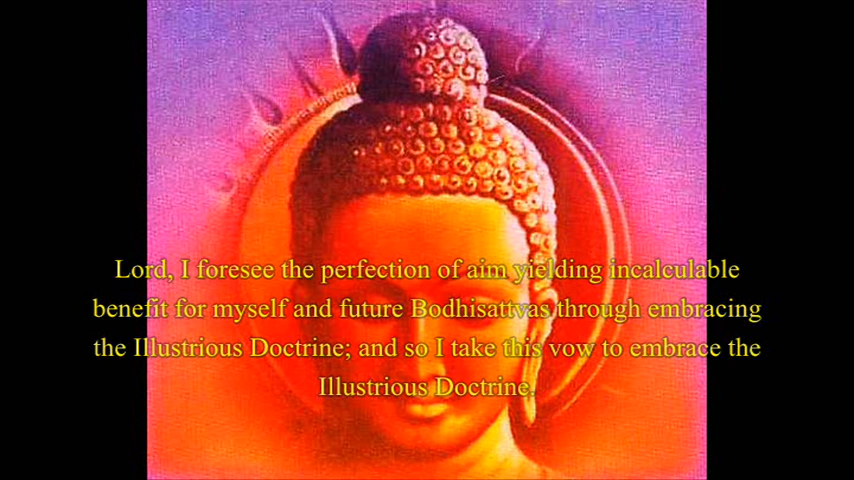 Lord, I foresee the perfection of aim yielding incalculable
benefit for myself and future Bodhisattvas through embracing
the Illustrious Doctrine; and so I take this vow to embrace the
Illustrious Doctrine.